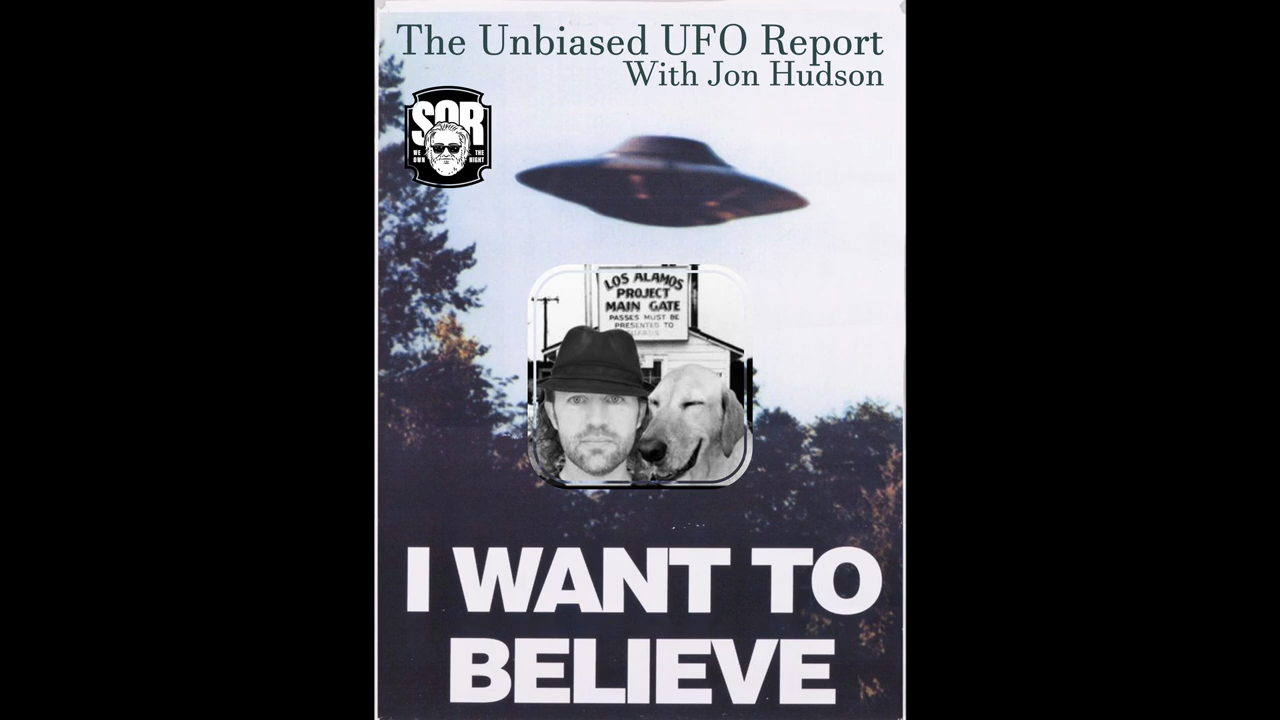 The Unbiased UFO Report
With Jon Hudson
SOR
WE OWN
THE NIGHT
LOS ALAMOS
PROJECT
MAIN GATE
PASSES MUST BE
PRESENTED TO
GUARDS
I WANT TO
BELIEVE